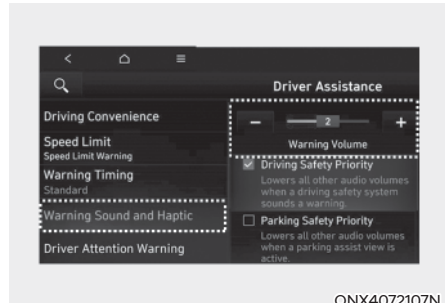 Driver Assistance
Driving Convenience
Speed Limit
Speed Limit Warning
Warning Timing
Standard
Warning Sound and Haptic
Driver Attention Warning
2
Warning Volume
Driving Safety Priority
Lowers all other audio volumes
when a driving safety system
sounds a warning.
Parking Safety Priority
Lowers all other audio volumes
when a parking assist view is
active.
ONX4072107N